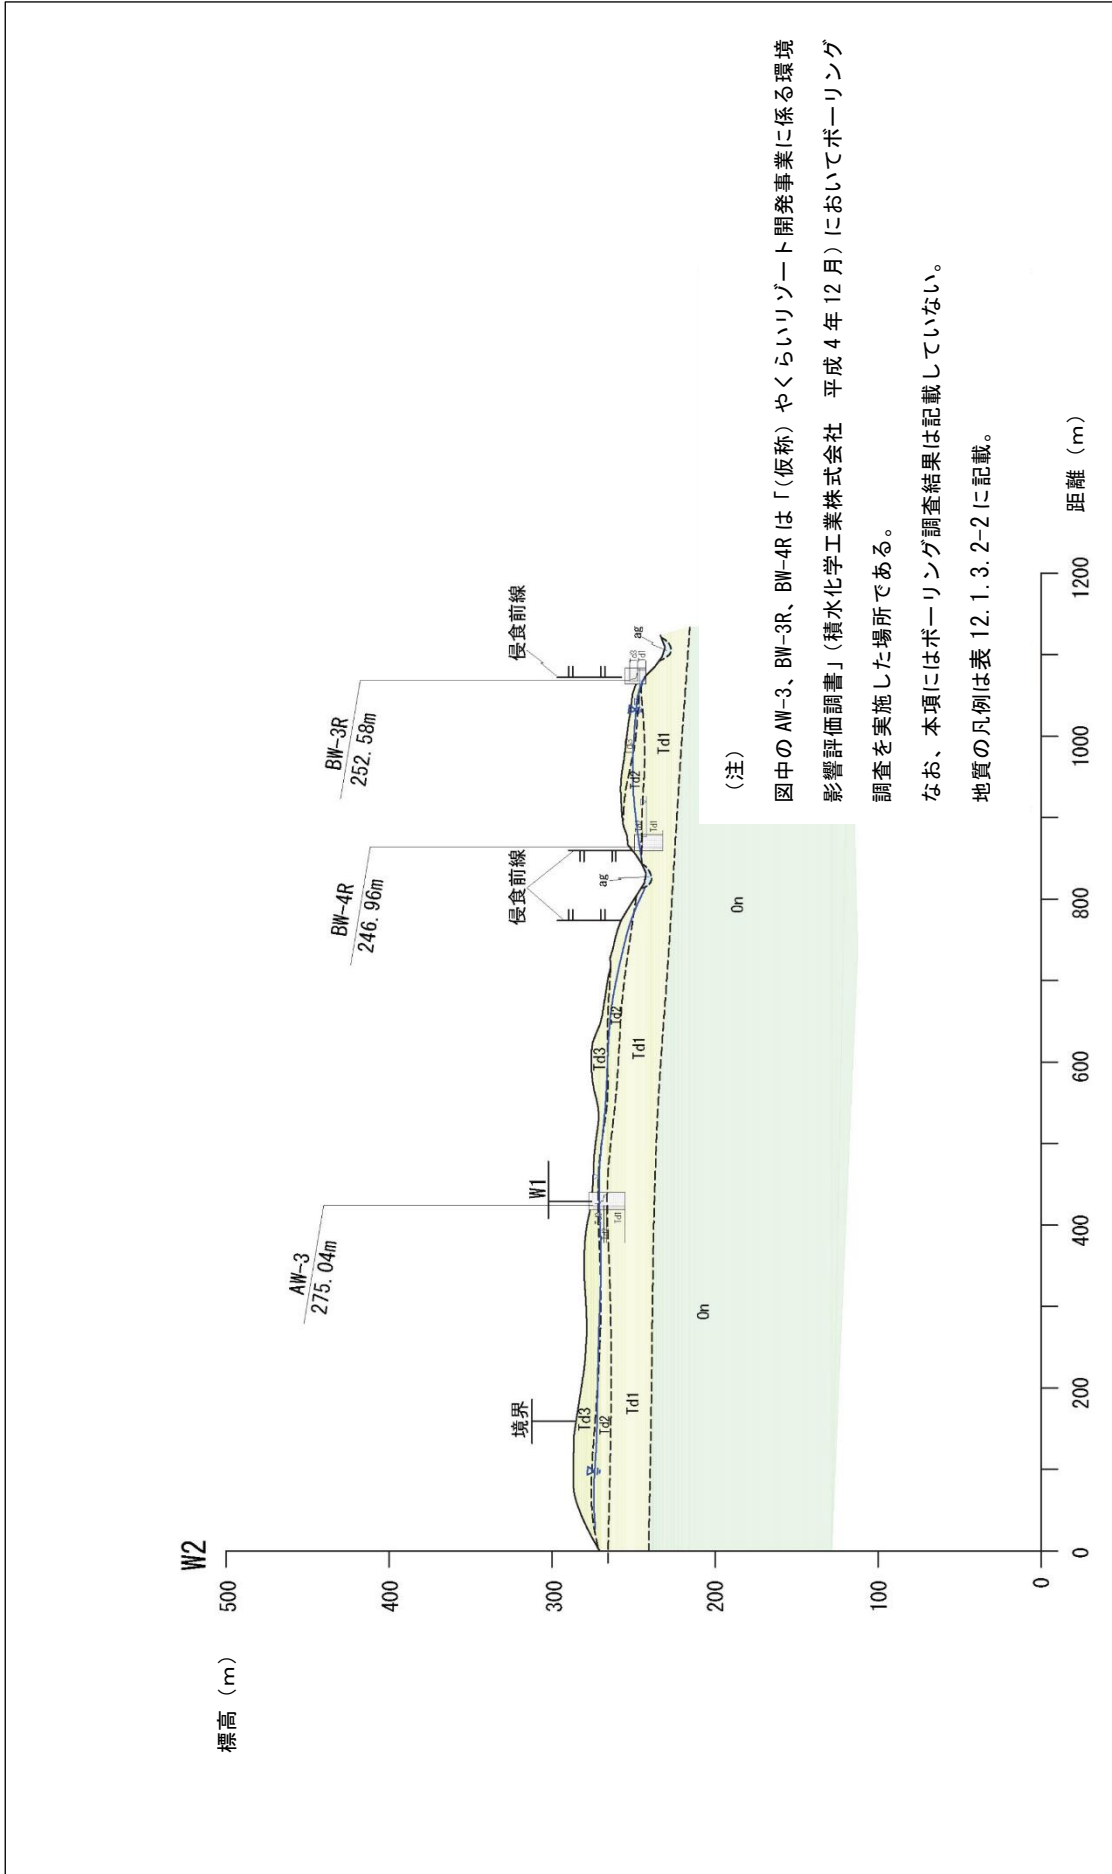 W2
標高（m）
500
400
300
200
100
0
AW-3
275.04m
BW-4R
246.96m
BW-3R
252.58m
境界
W1
侵食前線
侵食前線
Td3
Td2
Td1
Td3
Td2
Td1
Td1
ag
Td2
Td1
ag
On
On
0
200
400
600
800
1000
1200
距離（m）
（注）
図中の AW-3、BW-3R、BW-4R は「（仮称）やくらいリゾート開発事業に係る環境
影響評価調書」（積水化学工業株式会社　平成 4 年 12 月）においてボーリング
調査を実施した場所である。
なお、本項にはボーリング調査結果は記載していない。
地質の凡例は表 12.1.3.2-2 に記載。